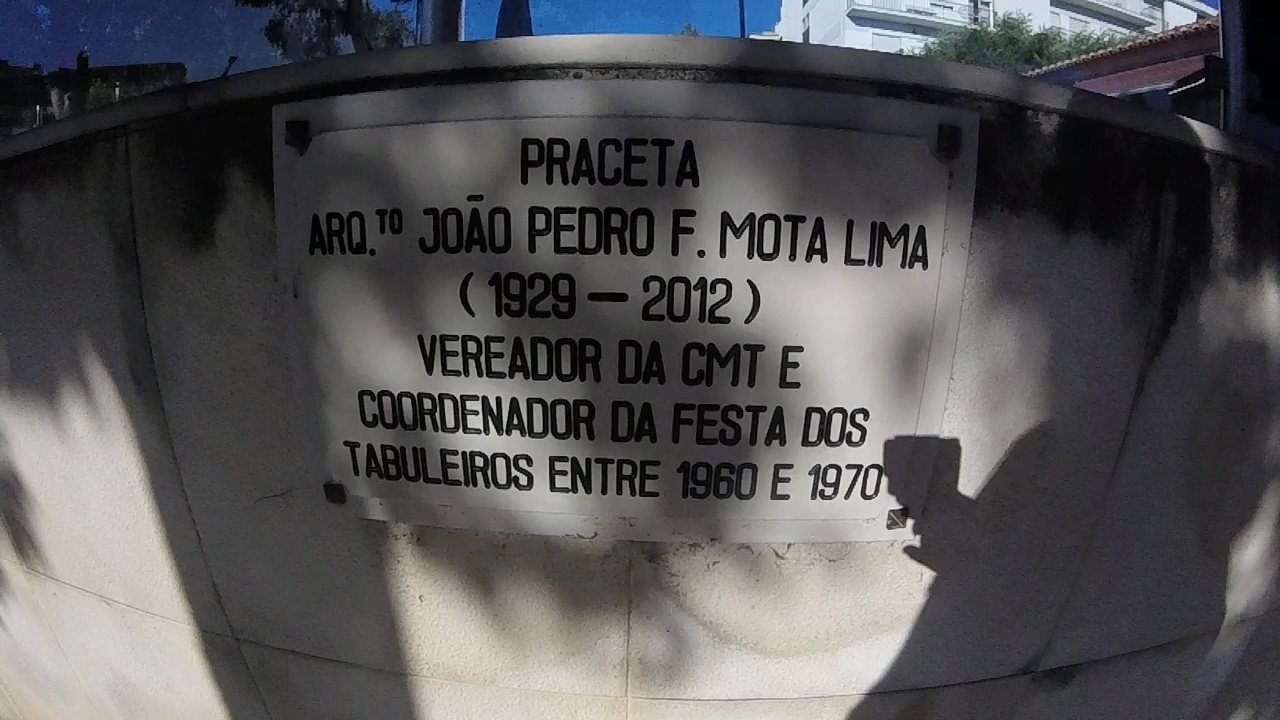 PRACETA
ARQ.TO JOÃO PEDRO F. MOTA LIMA
( 1929 — 2012 )
VEREADOR DA CMT E
COORDENADOR DA FESTA DOS
TABULEIROS ENTRE 1960 E 1970